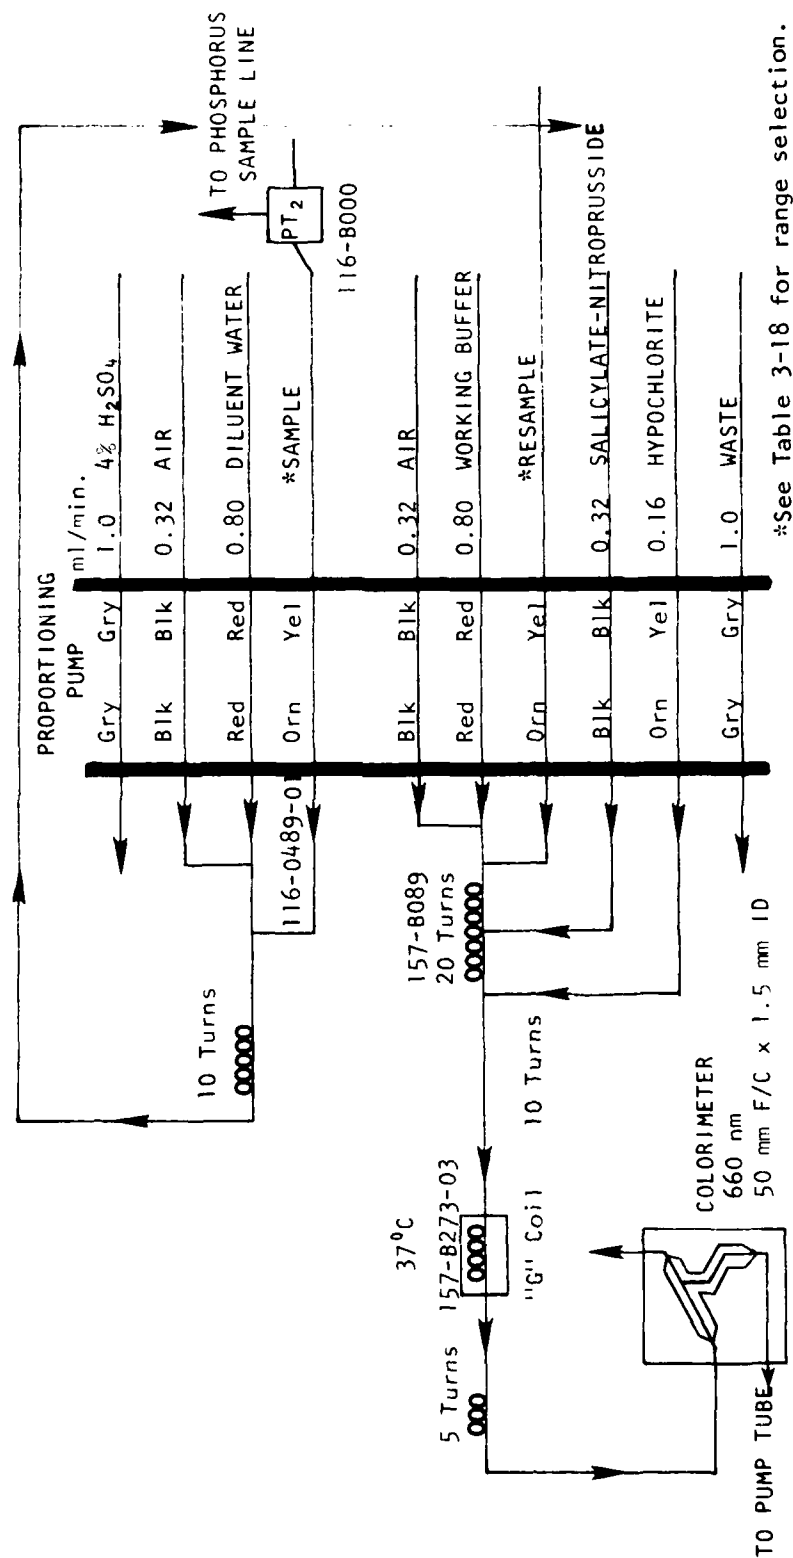 TO PHOSPHORUS
SAMPLE LINE
PT2
116-B000
PROPORTIONING
PUMP
ml/min.
Gry Gry 1.0 4% H2SO4
Blk Blk 0.32 AIR
Red Red 0.80 DILUENT WATER
Orn Yel *SAMPLE
Blk Blk 0.32 AIR
Red Red 0.80 WORKING BUFFER
Orn Yel *RESAMPLE
Blk Blk 0.32 SALICYLATE-NITROPRUSSIDE
Orn Yel 0.16 HYPOCHLORITE
Gry Gry 1.0 WASTE
116-0489-01
10 Turns
157-B089
20 Turns
10 Turns
37°C
157-B273-03
"G" Coil
5 Turns
COLORIMETER
660 nm
50 mm F/C x 1.5 mm ID
TO PUMP TUBE
*See Table 3-18 for range selection.